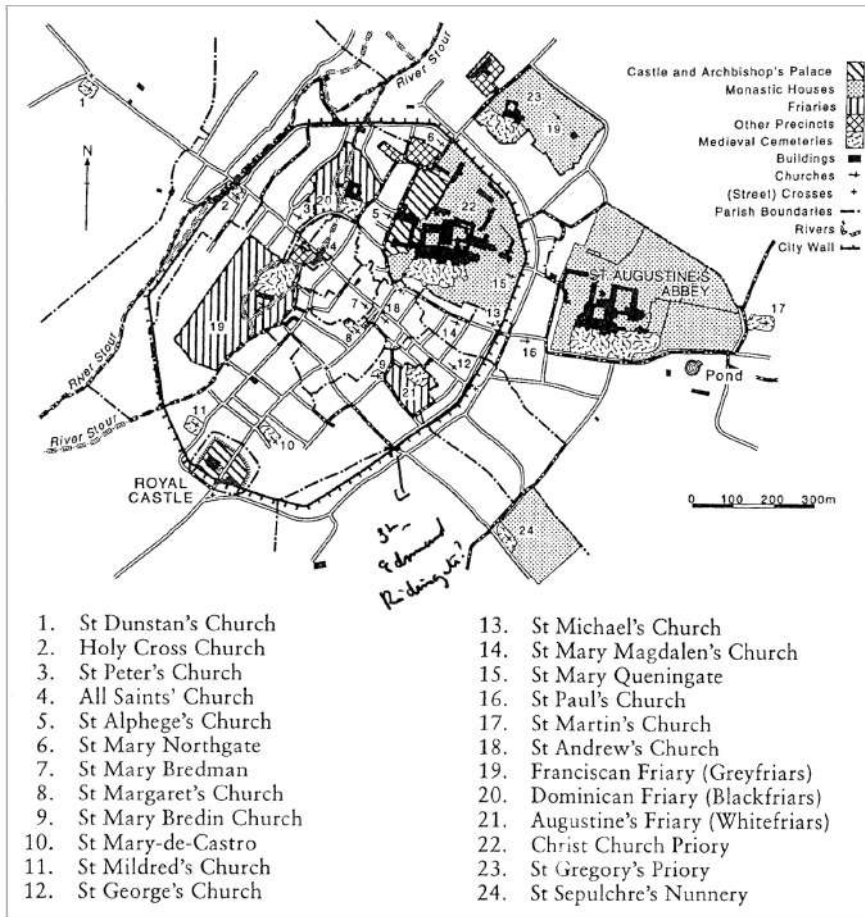 River Stour
Castle and Archbishop's Palace
Monastic Houses
Friaries
Other Precincts
Medieval Cemeteries
Buildings
Churches
(Street) Crosses
Parish Boundaries
Rivers
City Wall
1
N
2
3
4
5
6
20
22
23
19
ST. AUGUSTINE'S
ABBEY
17
15
13
7
18
14
8
19
12
16
9
21
Pond
River Stour
River Stour
11
10
ROYAL
CASTLE
0 100 200 300m
24
St
Edmund
Ridingate?
1. St Dunstan's Church
2. Holy Cross Church
3. St Peter's Church
4. All Saints' Church
5. St Alphege's Church
6. St Mary Northgate
7. St Mary Bredman
8. St Margaret's Church
9. St Mary Bredin Church
10. St Mary-de-Castro
11. St Mildred's Church
12. St George's Church
13. St Michael's Church
14. St Mary Magdalen's Church
15. St Mary Queningate
16. St Paul's Church
17. St Martin's Church
18. St Andrew's Church
19. Franciscan Friary (Greyfriars)
20. Dominican Friary (Blackfriars)
21. Augustine's Friary (Whitefriars)
22. Christ Church Priory
23. St Gregory's Priory
24. St Sepulchre's Nunnery